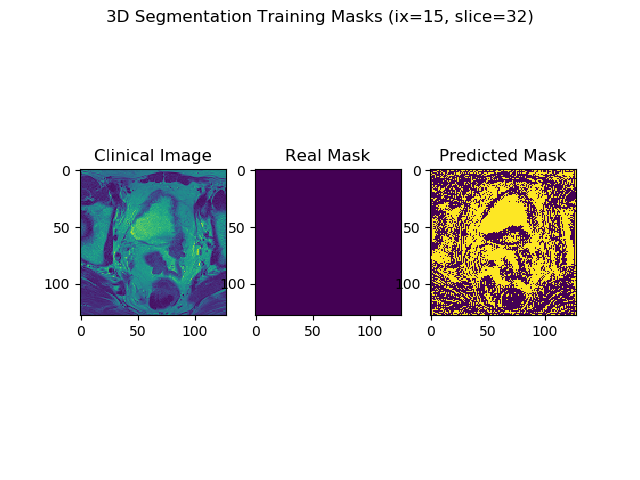 3D Segmentation Training Masks (ix=15, slice=32)
Clinical Image Real Mask Predicted Mask
0 0 0
50 50 50
100 100 100
0 50 100 0 50 100 0 50 100